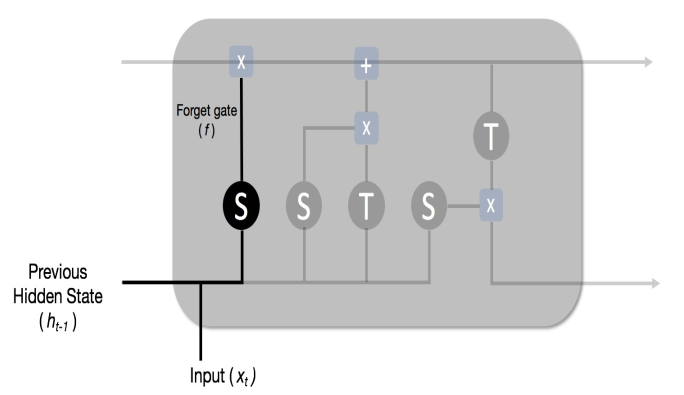 x
+
Forget gate
(f)
x
T
S
S
T
S
x
Previous
Hidden State
(h_{t-1})
Input (x_t)